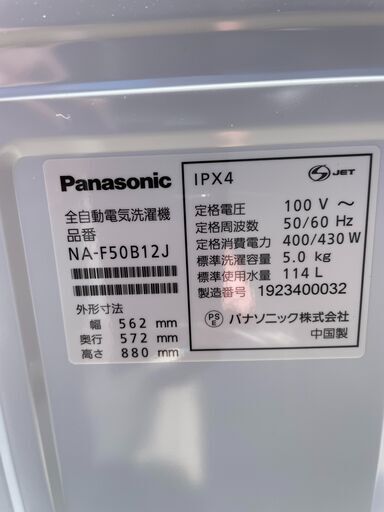 Panasonic
全自動電気洗濯機
品番
NA-F50B12J
外形寸法
幅 562 mm
奥行 572 mm
高さ 880 mm
IPX4
S JET
定格電圧 100 V ～
定格周波数 50/60 Hz
定格消費電力 400/430 W
標準洗濯容量 5.0 kg
標準使用水量 114 L
製造番号 1923400032
PSE パナソニック株式会社
中国製